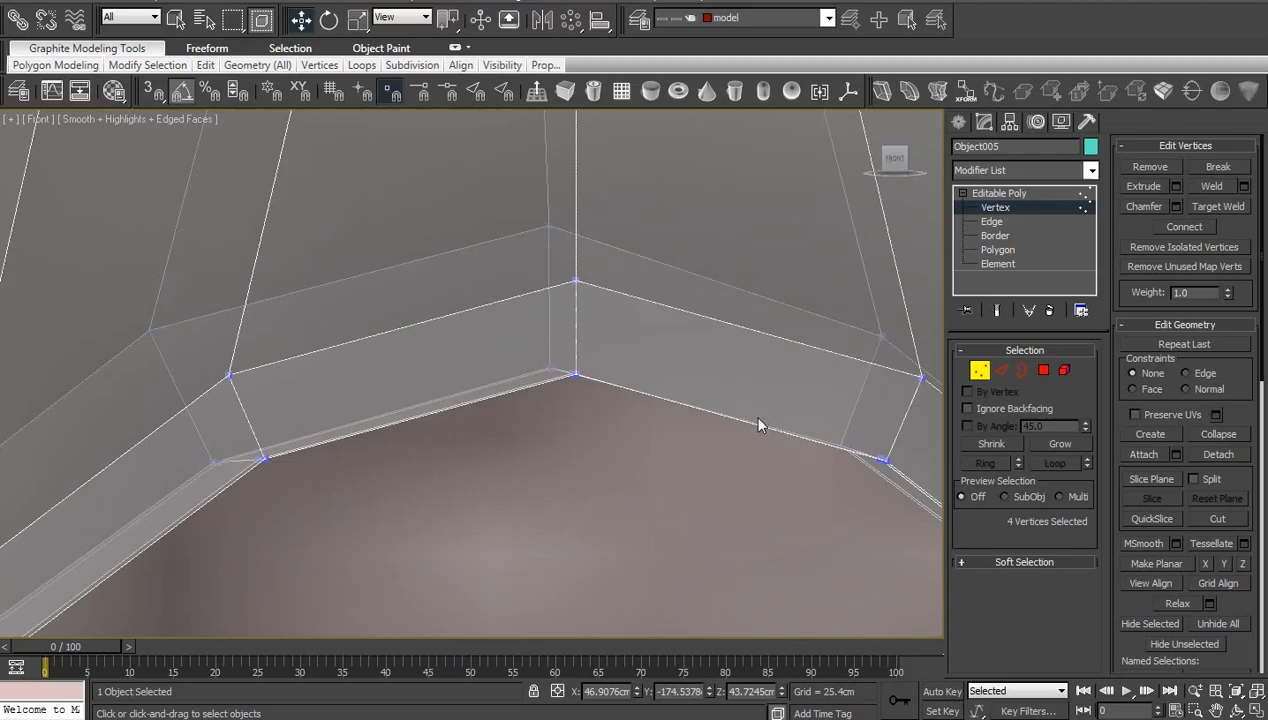 All
View
model
Graphite Modeling Tools Freeform Selection Object Paint
Polygon Modeling Modify Selection Edit Geometry (All) Vertices Loops Subdivision Align Visibility Prop...
3
XY
XFORM
[ + ] [ Front ] [ Smooth + Highlights + Edged Faces ]
FRONT
Object005
Modifier List
Editable Poly
Vertex
Edge
Border
Polygon
Element
Selection
By Vertex
Ignore Backfacing
By Angle: 45.0
Shrink Grow
Ring Loop
Preview Selection
Off SubObj Multi
4 Vertices Selected
Soft Selection
Edit Vertices
Remove Break
Extrude Weld
Chamfer Target Weld
Connect
Remove Isolated Vertices
Remove Unused Map Verts
Weight: 1.0
Edit Geometry
Repeat Last
Constraints
None Edge
Face Normal
Preserve UVs
Create Collapse
Attach Detach
Slice Plane Split
Slice Reset Plane
QuickSlice Cut
MSmooth Tessellate
Make Planar X Y Z
View Align Grid Align
Relax
Hide Selected Unhide All
Hide Unselected
Named Selections:
0 / 100
0 5 10 15 20 25 30 35 40 45 50 55 60 65 70 75 80 85 90 95 100
1 Object Selected X: 46.9076cm Y: -174.5378 Z: 43.7245cm Grid = 25.4cm Auto Key Selected
Welcome to M Click or click-and-drag to select objects Add Time Tag Set Key Key Filters... 0